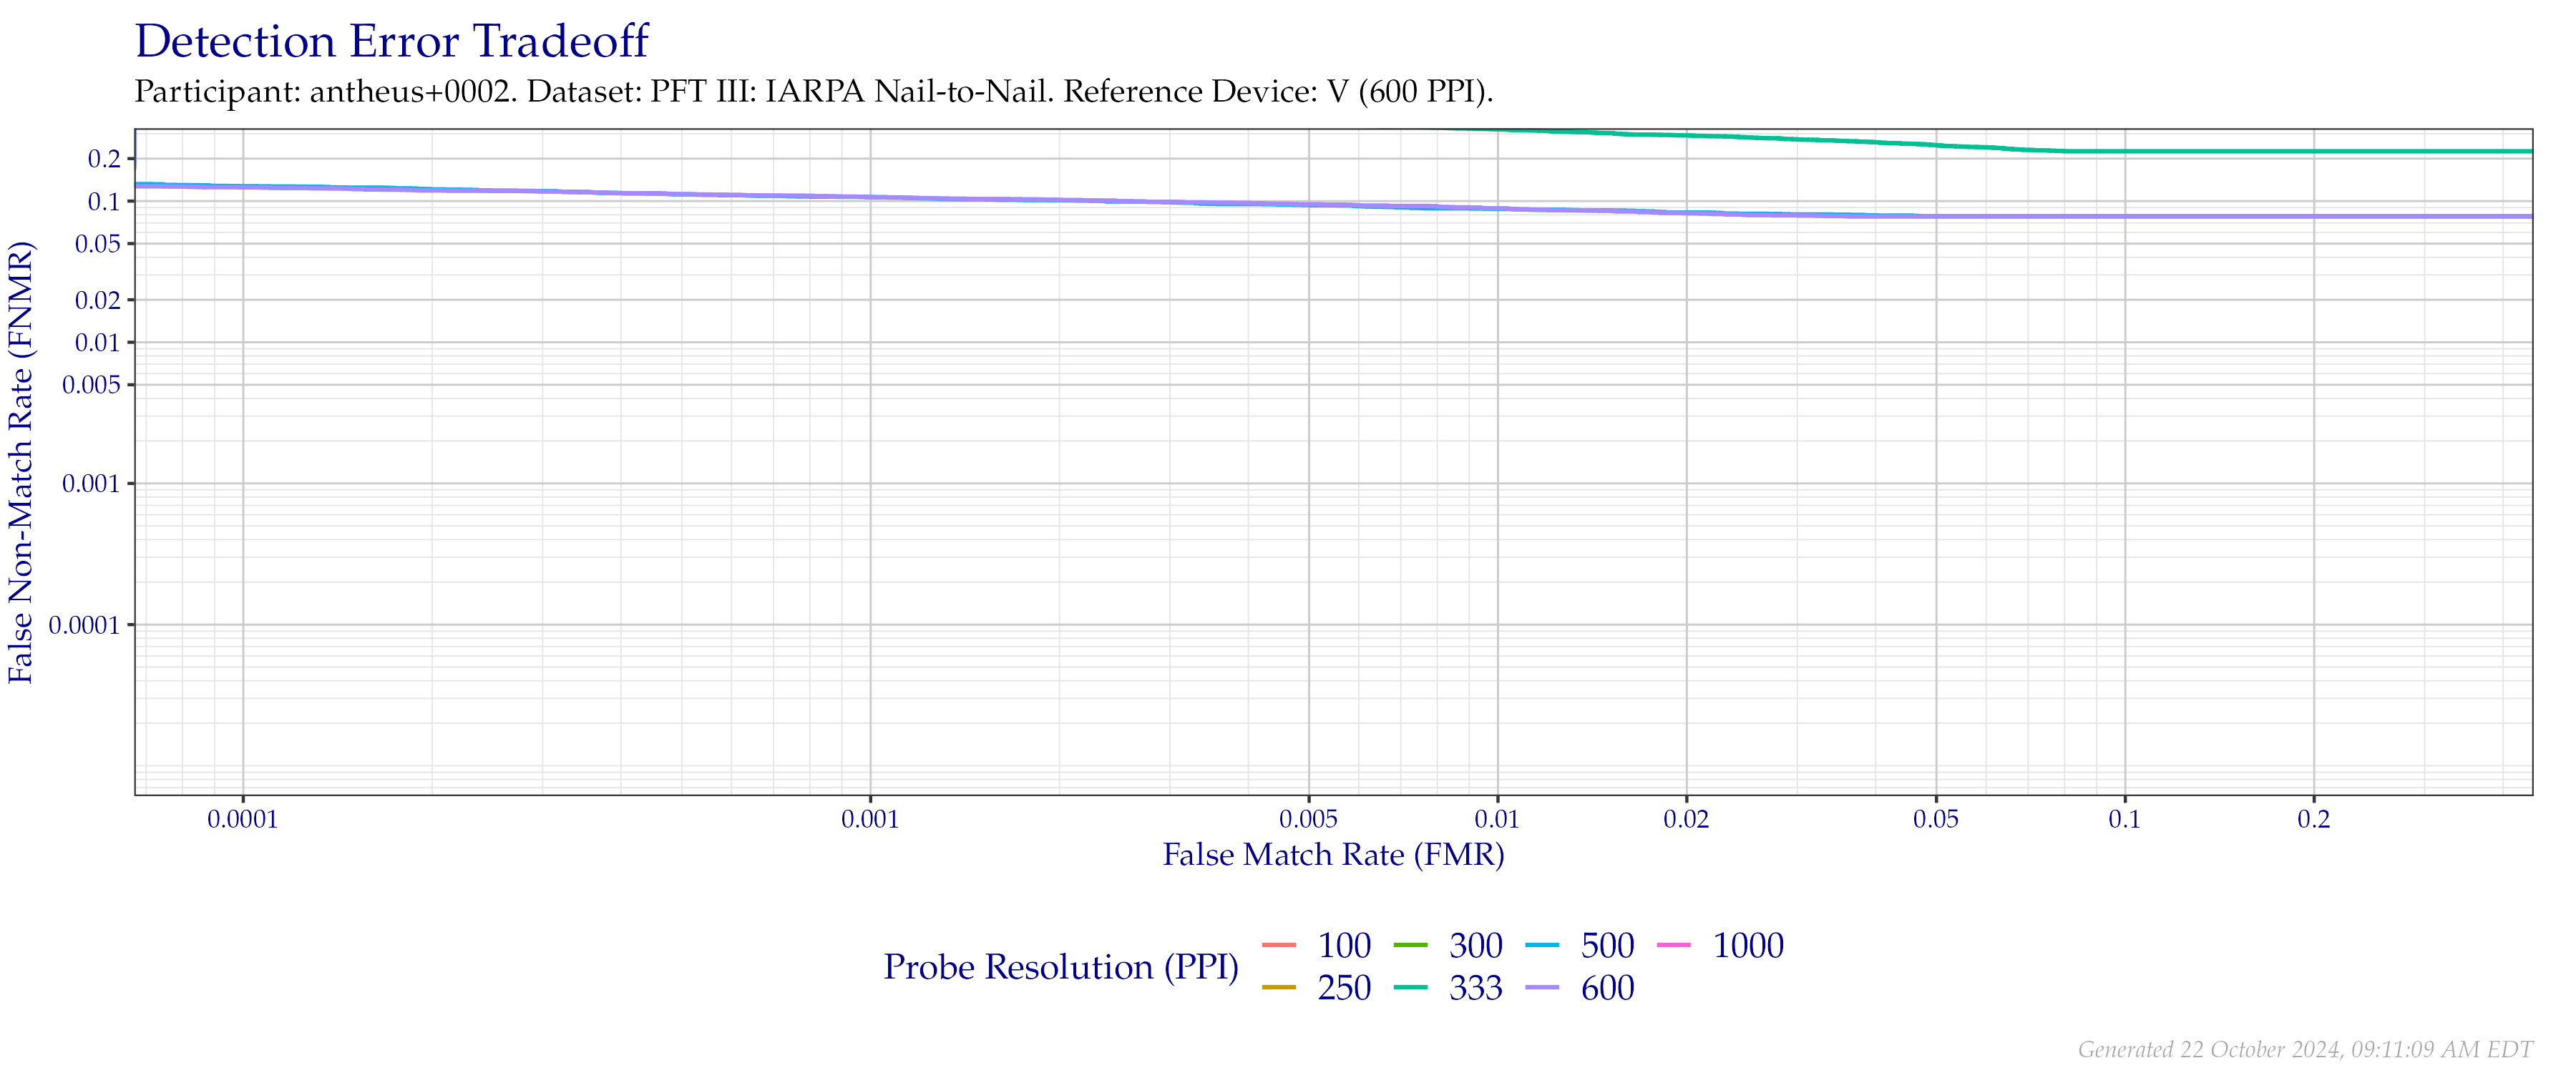 Detection Error Tradeoff
Participant: antheus+0002. Dataset: PFT III: IARPA Nail-to-Nail. Reference Device: V (600 PPI).
False Non-Match Rate (FNMR)
0.2
0.1
0.05
0.02
0.01
0.005
0.001
0.0001
0.0001 0.001 0.005 0.01 0.02 0.05 0.1 0.2
False Match Rate (FMR)
Probe Resolution (PPI)
100 300 500 1000
250 333 600
Generated 22 October 2024, 09:11:09 AM EDT